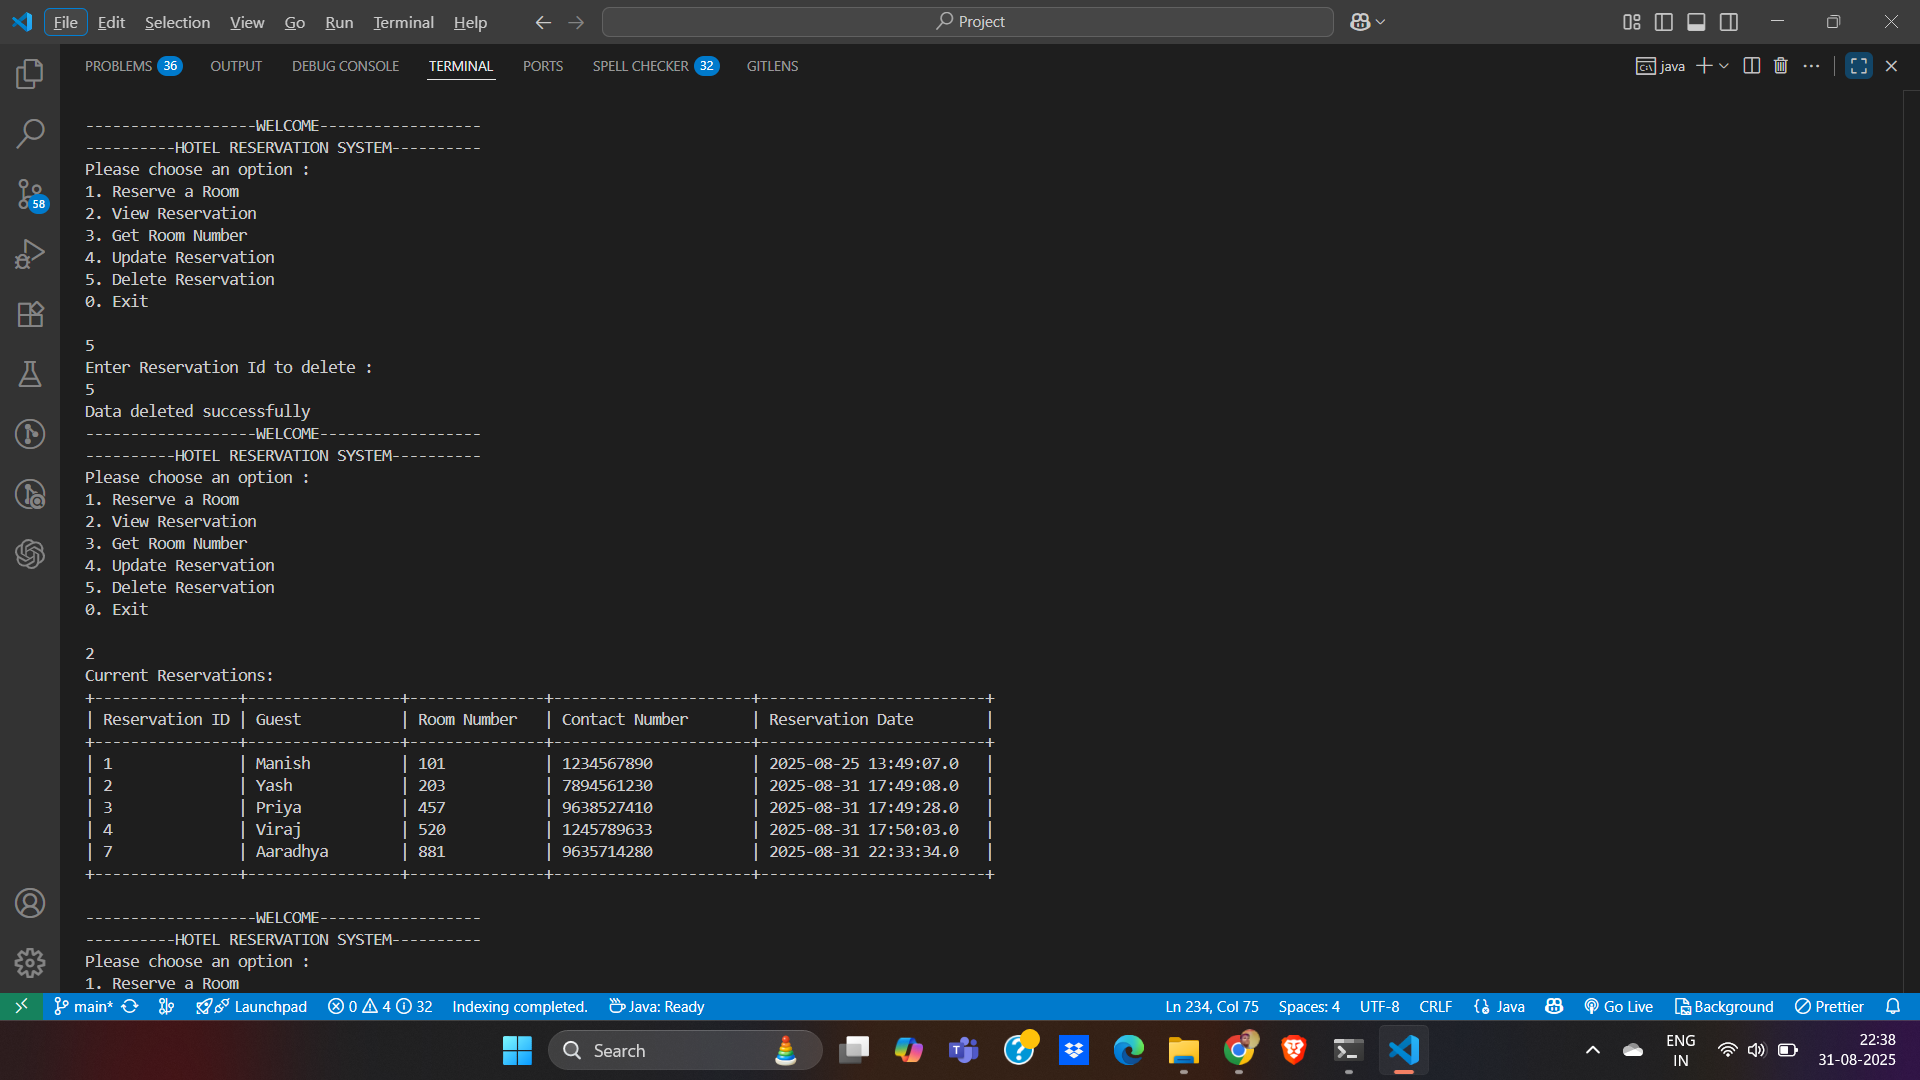 File Edit Selection View Go Run Terminal Help Project
PROBLEMS 36 OUTPUT DEBUG CONSOLE TERMINAL PORTS SPELL CHECKER 32 GITLENS java
-------------------WELCOME------------------
----------HOTEL RESERVATION SYSTEM----------
Please choose an option :
1. Reserve a Room
2. View Reservation
3. Get Room Number
4. Update Reservation
5. Delete Reservation
0. Exit
5
Enter Reservation Id to delete :
5
Data deleted successfully
-------------------WELCOME------------------
----------HOTEL RESERVATION SYSTEM----------
Please choose an option :
1. Reserve a Room
2. View Reservation
3. Get Room Number
4. Update Reservation
5. Delete Reservation
0. Exit
2
Current Reservations:
+----------------+-----------------+---------------+----------------------+-------------------------+
| Reservation ID | Guest           | Room Number   | Contact Number       | Reservation Date        |
+----------------+-----------------+---------------+----------------------+-------------------------+
| 1              | Manish          | 101           | 1234567890           | 2025-08-25 13:49:07.0   |
| 2              | Yash            | 203           | 7894561230           | 2025-08-31 17:49:08.0   |
| 3              | Priya           | 457           | 9638527410           | 2025-08-31 17:49:28.0   |
| 4              | Viraj           | 520           | 1245789633           | 2025-08-31 17:50:03.0   |
| 7              | Aaradhya        | 881           | 9635714280           | 2025-08-31 22:33:34.0   |
+----------------+-----------------+---------------+----------------------+-------------------------+
-------------------WELCOME------------------
----------HOTEL RESERVATION SYSTEM----------
Please choose an option :
1. Reserve a Room
58
main* Launchpad 0 4 32 Indexing completed. Java: Ready Ln 234, Col 75 Spaces: 4 UTF-8 CRLF Java Go Live Background Prettier
Search ENG 22:38
IN 31-08-2025